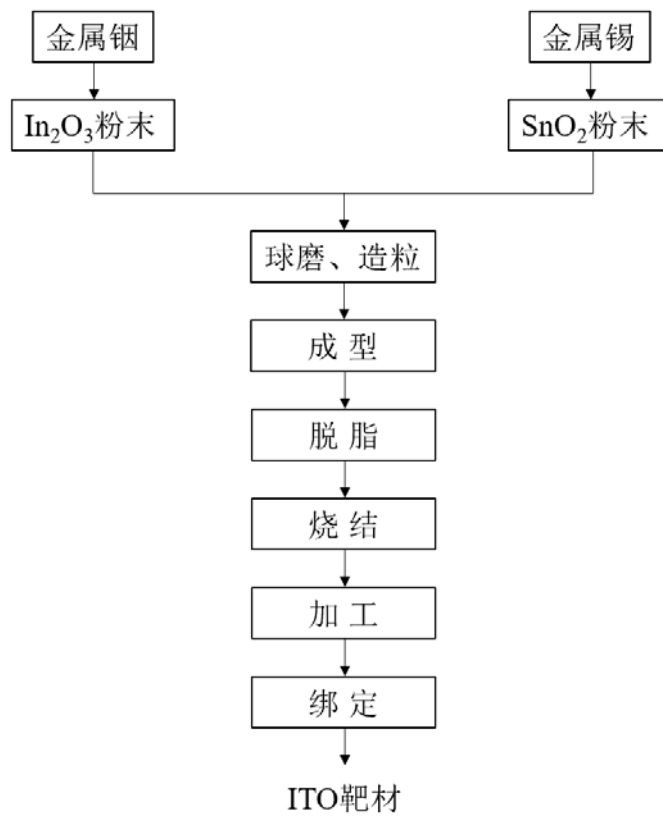 金属铟
金属锡
In₂O₃粉末
SnO₂粉末
球磨、造粒
成 型
脱 脂
烧 结
加 工
绑 定
ITO靶材